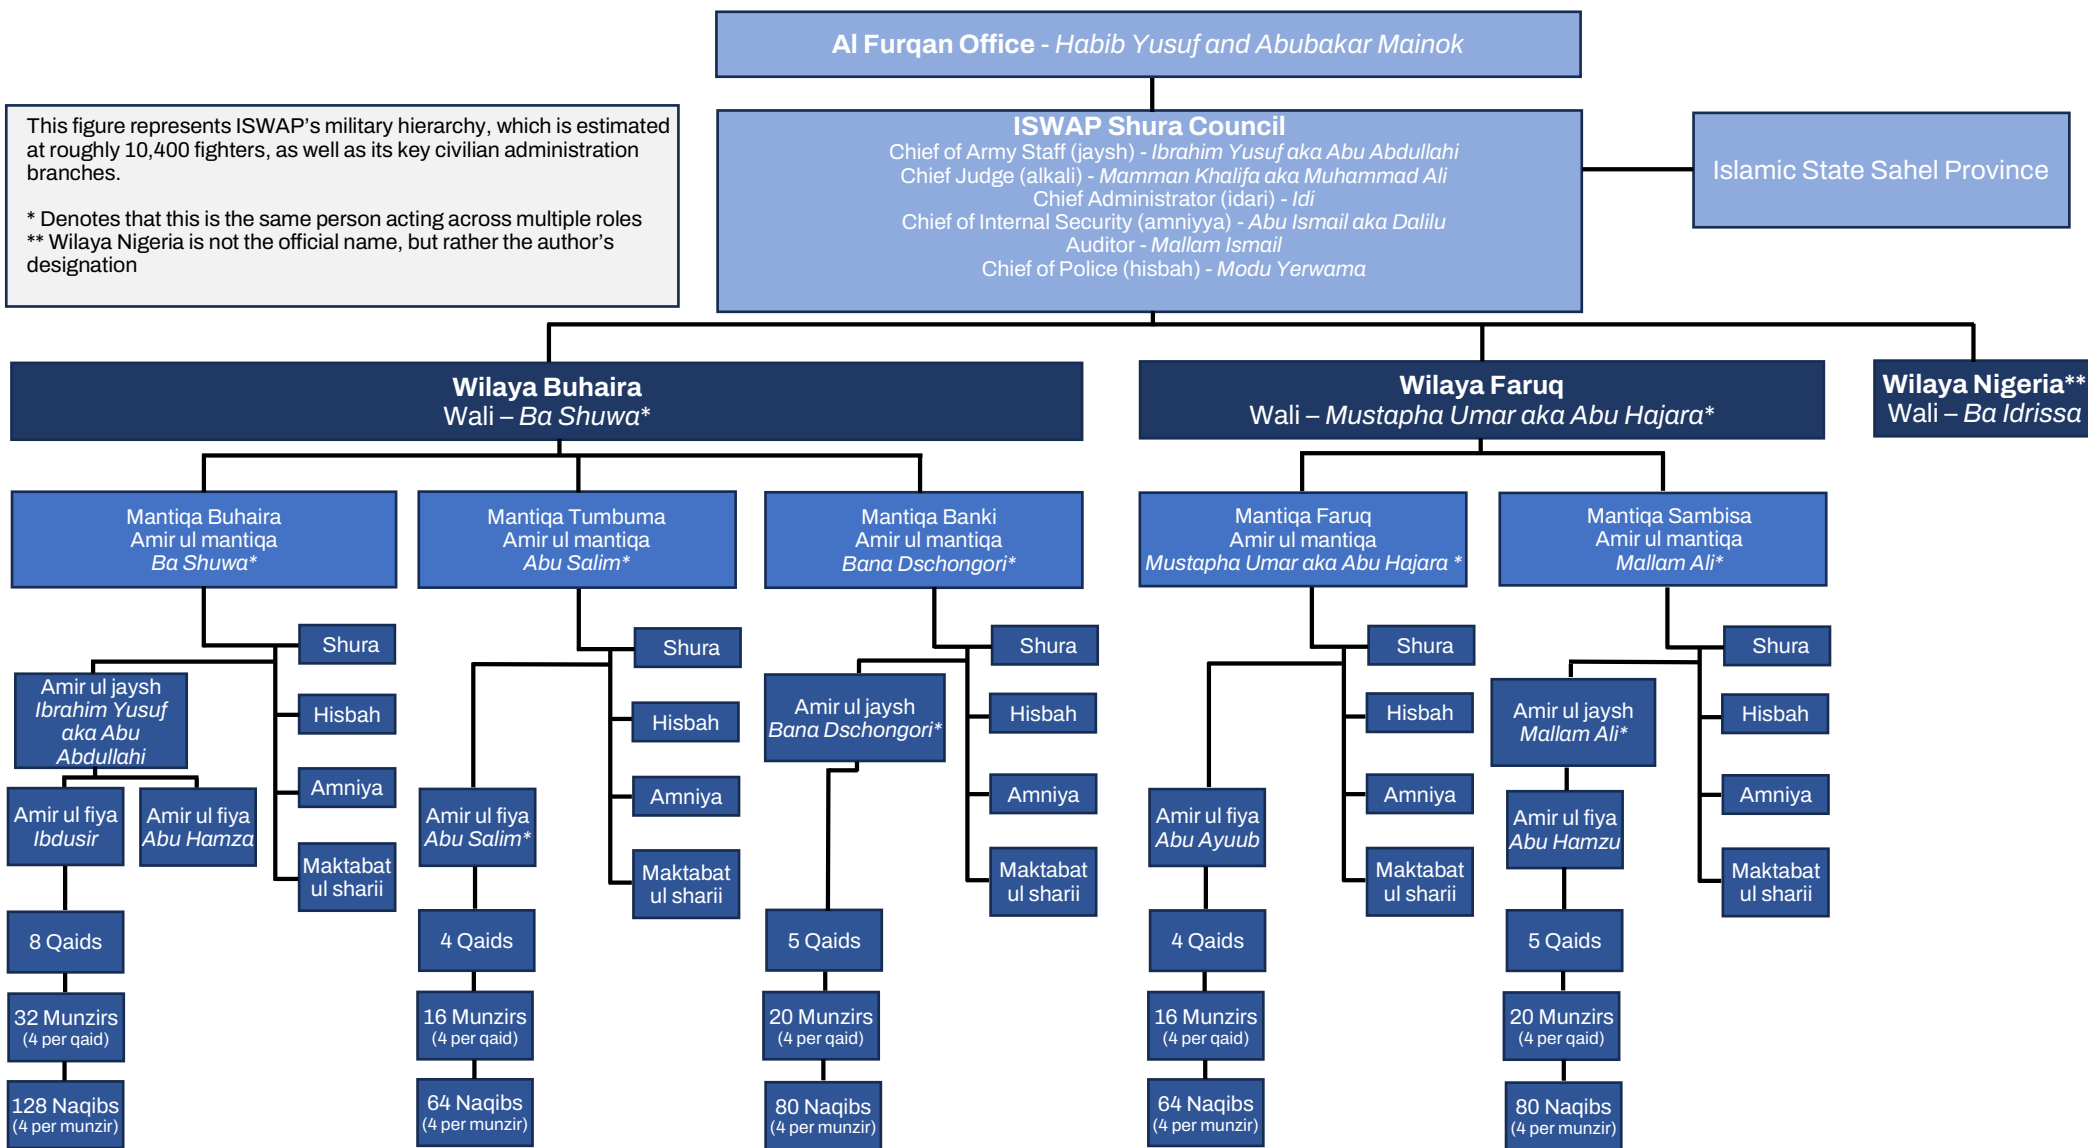 Al Furqan Office - Habib Yusuf and Abubakar Mainok
This figure represents ISWAP's military hierarchy, which is estimated
at roughly 10,400 fighters, as well as its key civilian administration
branches.
* Denotes that this is the same person acting across multiple roles
** Wilaya Nigeria is not the official name, but rather the author's
designation
ISWAP Shura Council
Chief of Army Staff (jaysh) - Ibrahim Yusuf aka Abu Abdullahi
Chief Judge (alkali) - Mamman Khalifa aka Muhammad Ali
Chief Administrator (idari) - Idi
Chief of Internal Security (amniyya) - Abu Ismail aka Dalilu
Auditor - Mallam Ismail
Chief of Police (hisbah) - Modu Yerwama
Islamic State Sahel Province
Wilaya Buhaira
Wali – Ba Shuwa*
Wilaya Faruq
Wali – Mustapha Umar aka Abu Hajara*
Wilaya Nigeria**
Wali – Ba Idrissa
Mantiqa Buhaira
Amir ul mantiqa
Ba Shuwa*
Mantiqa Tumbuma
Amir ul mantiqa
Abu Salim*
Mantiqa Banki
Amir ul mantiqa
Bana Dschongori*
Mantiqa Faruq
Amir ul mantiqa
Mustapha Umar aka Abu Hajara *
Mantiqa Sambisa
Amir ul mantiqa
Mallam Ali*
Shura
Hisbah
Amniya
Maktabat
ul sharii
Amir ul jaysh
Ibrahim Yusuf
aka Abu
Abdullahi
Amir ul fiya
Ibdusir
Amir ul fiya
Abu Hamza
8 Qaids
32 Munzirs
(4 per qaid)
128 Naqibs
(4 per munzir)
Shura
Hisbah
Amniya
Maktabat
ul sharii
Amir ul fiya
Abu Salim*
4 Qaids
16 Munzirs
(4 per qaid)
64 Naqibs
(4 per munzir)
Shura
Hisbah
Amniya
Maktabat
ul sharii
Amir ul jaysh
Bana Dschongori*
5 Qaids
20 Munzirs
(4 per qaid)
80 Naqibs
(4 per munzir)
Shura
Hisbah
Amniya
Maktabat
ul sharii
Amir ul fiya
Abu Ayuub
4 Qaids
16 Munzirs
(4 per qaid)
64 Naqibs
(4 per munzir)
Shura
Hisbah
Amniya
Maktabat
ul sharii
Amir ul jaysh
Mallam Ali*
Amir ul fiya
Abu Hamzu
5 Qaids
20 Munzirs
(4 per qaid)
80 Naqibs
(4 per munzir)